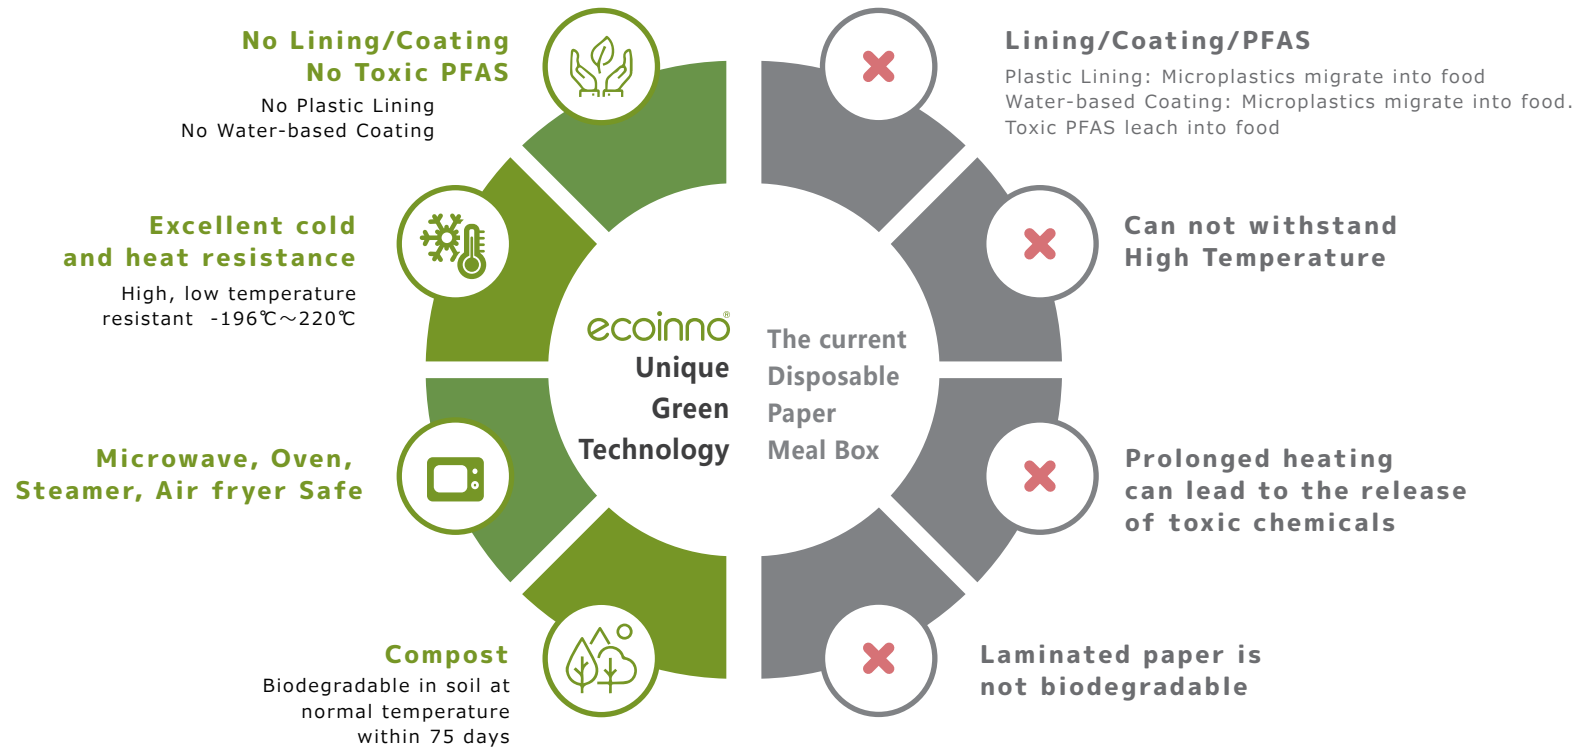 No Lining/Coating
No Toxic PFAS
No Plastic Lining
No Water-based Coating
Excellent cold
and heat resistance
High, low temperature
resistant -196℃～220℃
Microwave, Oven,
Steamer, Air fryer Safe
Compost
Biodegradable in soil at
normal temperature
within 75 days
ecoinno®
Unique
Green
Technology
The current
Disposable
Paper
Meal Box
Lining/Coating/PFAS
Plastic Lining: Microplastics migrate into food
Water-based Coating: Microplastics migrate into food.
Toxic PFAS leach into food
Can not withstand
High Temperature
Prolonged heating
can lead to the release
of toxic chemicals
Laminated paper is
not biodegradable